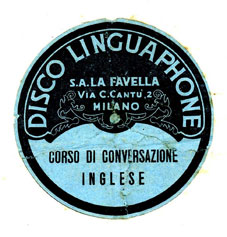 DISCO LINGUAPHONE
S.A. LA FAVELLA
VIA C. CANTÙ, 2
MILANO
CORSO DI CONVERSAZIONE
INGLESE